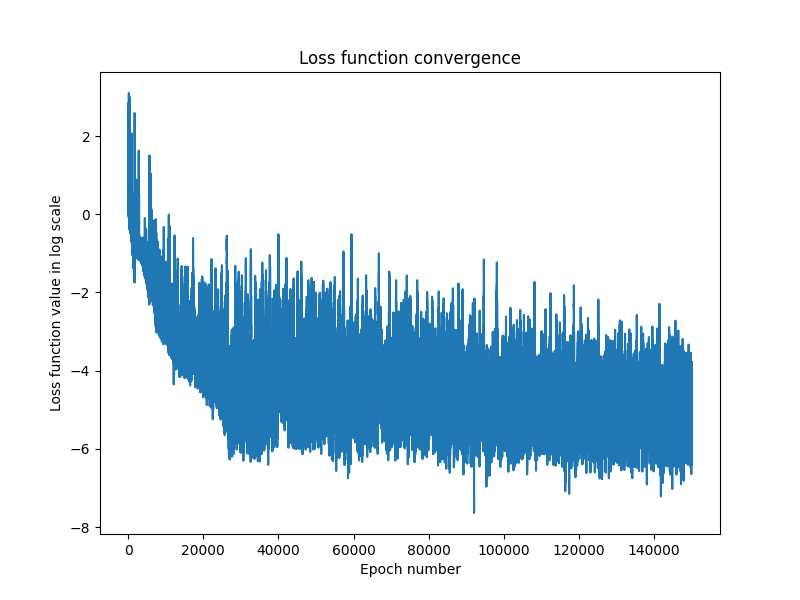 Loss function convergence
Loss function value in log scale
2
0
−2
−4
−6
−8
0 20000 40000 60000 80000 100000 120000 140000
Epoch number